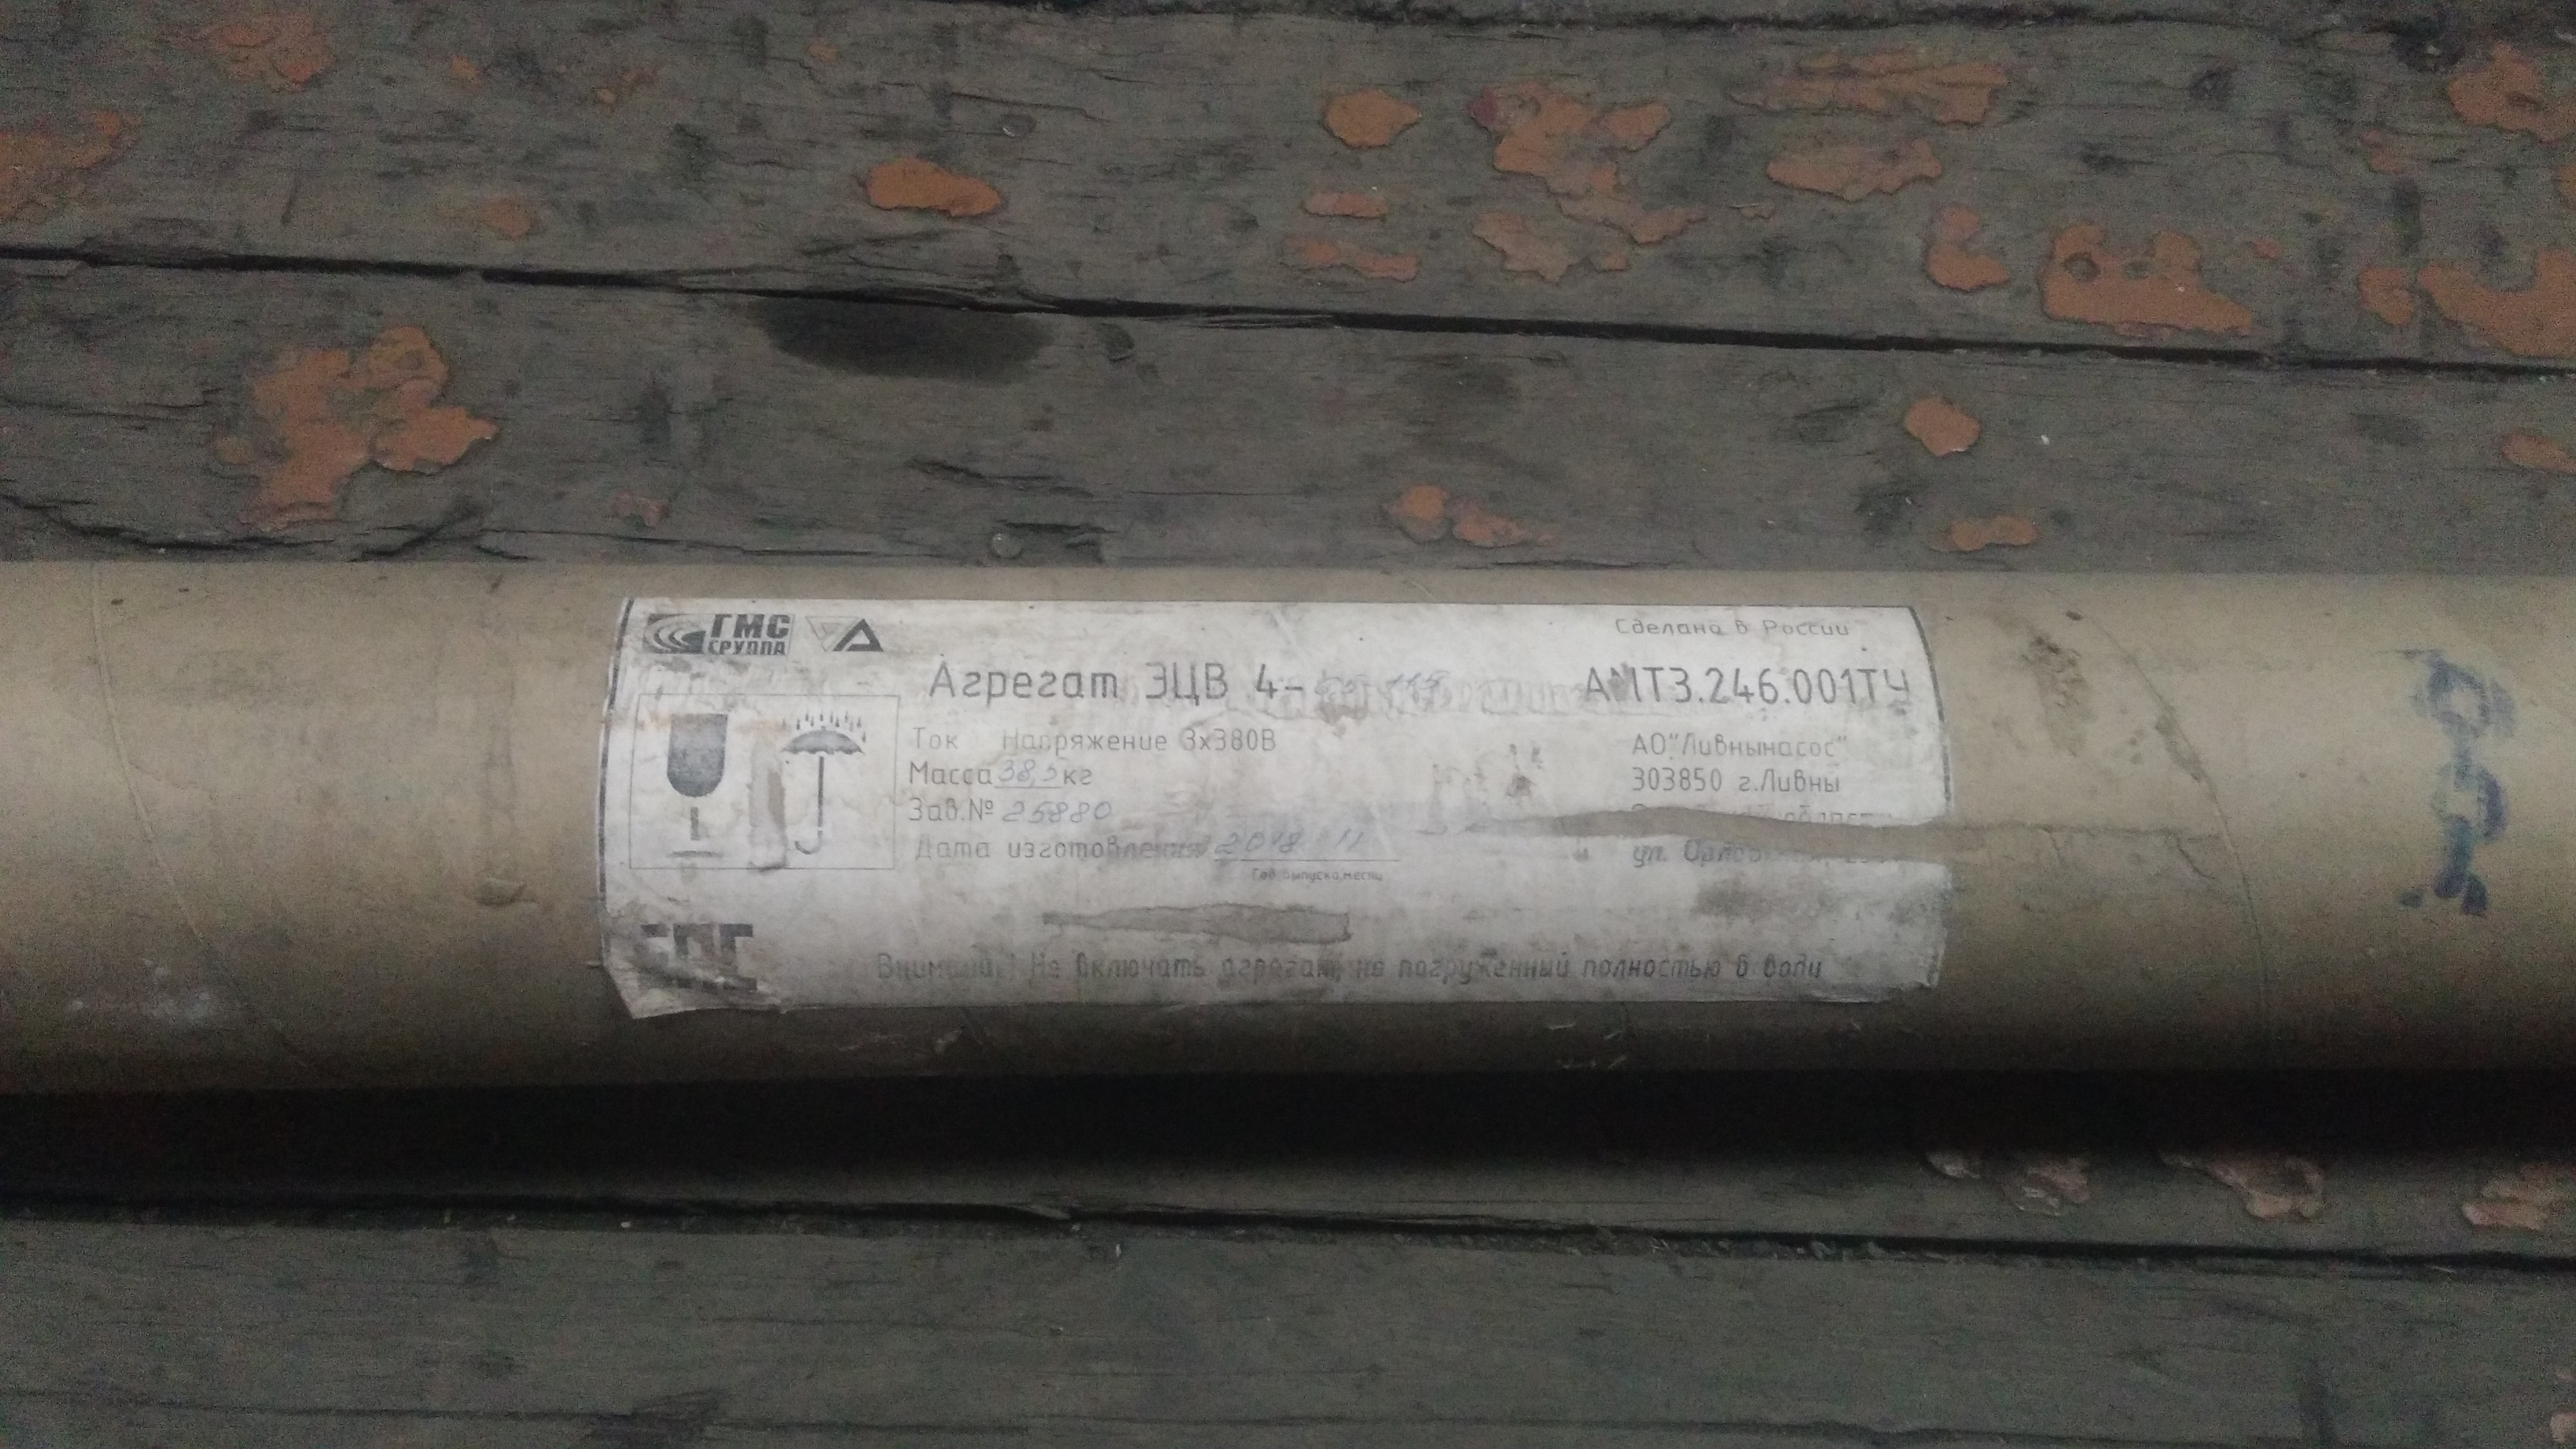 ГМС
ГРУППА
Сделано в России
Агрегат ЭЦВ 4-
АМТ3.246.001ТУ
Ток Напряжение 3х380В
Масса 38,5 кг
Зав.№ 25880
Дата изготовления 2018 11
Год выпуска, месяц
АО"Ливнынасос"
303850 г.Ливны
ул.
Внимание! Не включать агрегат, не погруженный полностью в воду